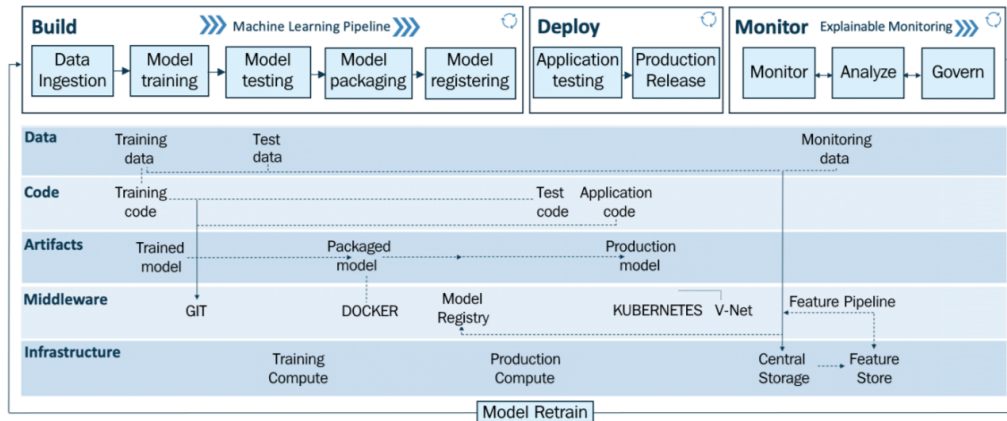 Build
Machine Learning Pipeline
Deploy
Monitor
Explainable Monitoring
Data
Ingestion
Model
training
Model
testing
Model
packaging
Model
registering
Application
testing
Production
Release
Monitor
Analyze
Govern
Data
Training
data
Test
data
Monitoring
data
Code
Training
code
Test
code
Application
code
Artifacts
Trained
model
Packaged
model
Production
model
Middleware
GIT
DOCKER
Model
Registry
KUBERNETES
V-Net
Feature Pipeline
Infrastructure
Training
Compute
Production
Compute
Central
Storage
Feature
Store
Model Retrain